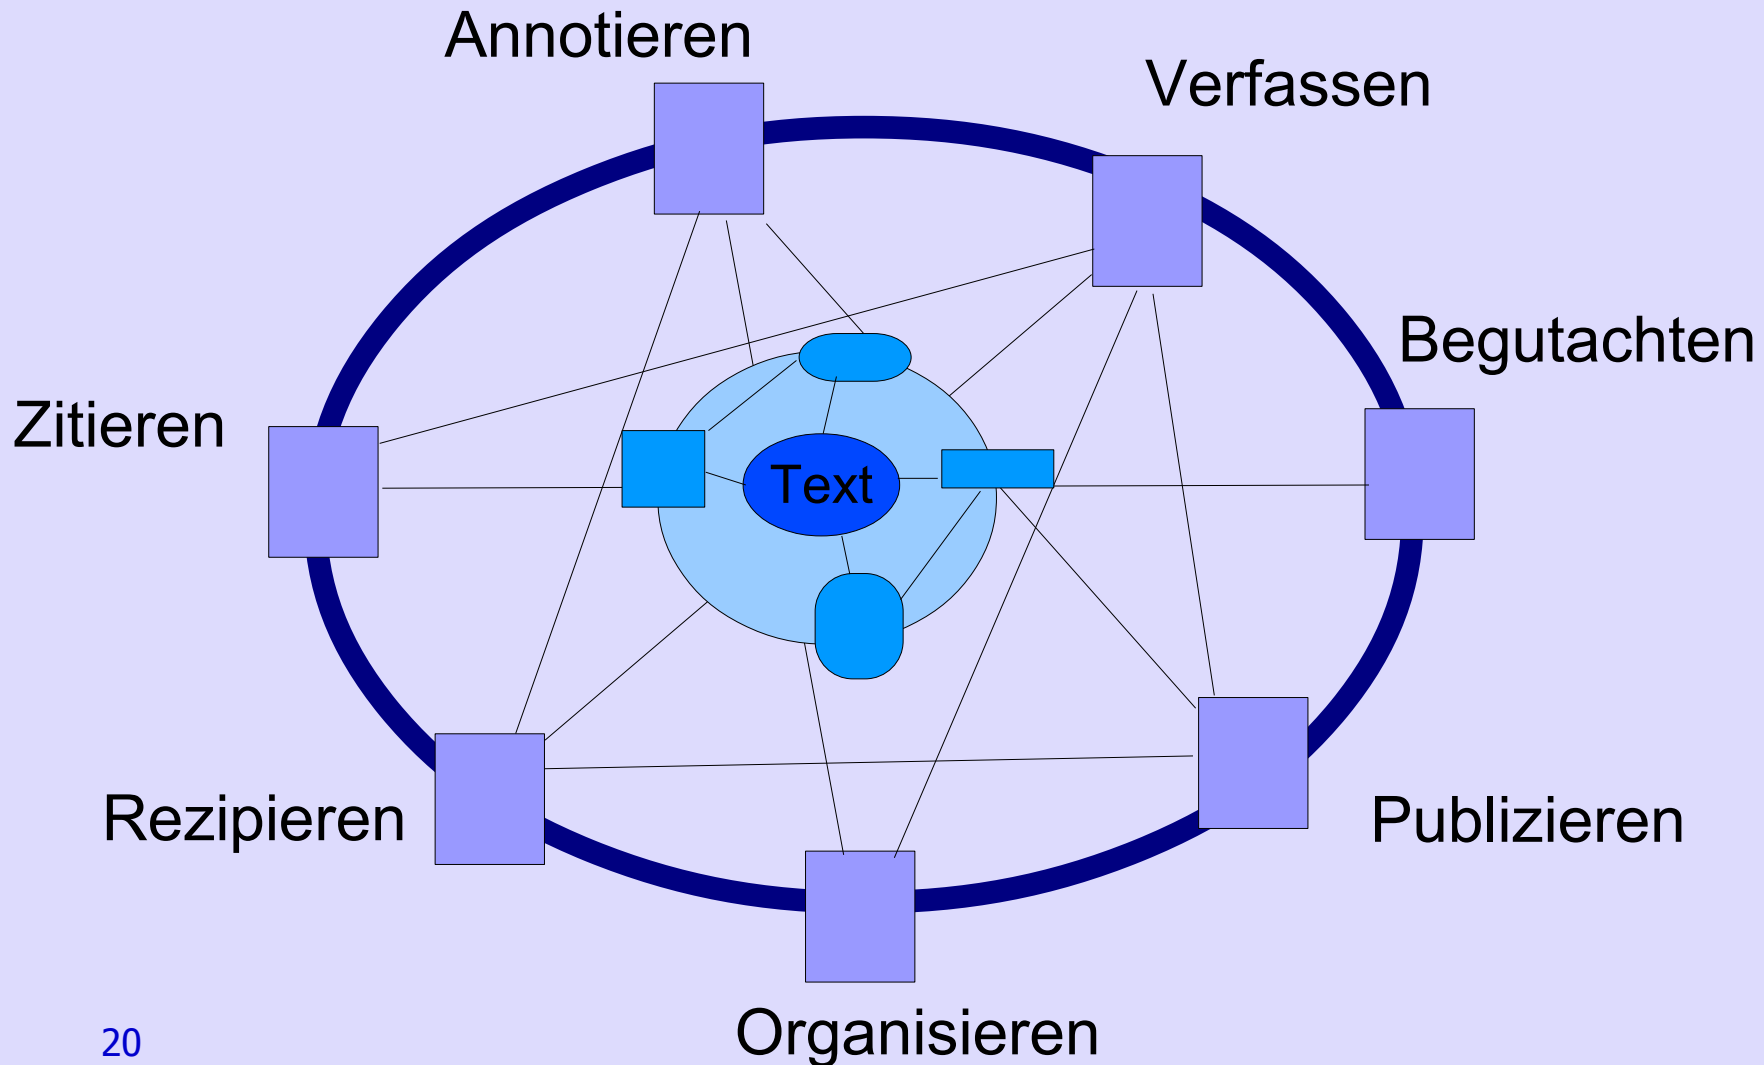 Annotieren
Verfassen
Begutachten
Zitieren
Text
Rezipieren
Publizieren
Organisieren
20